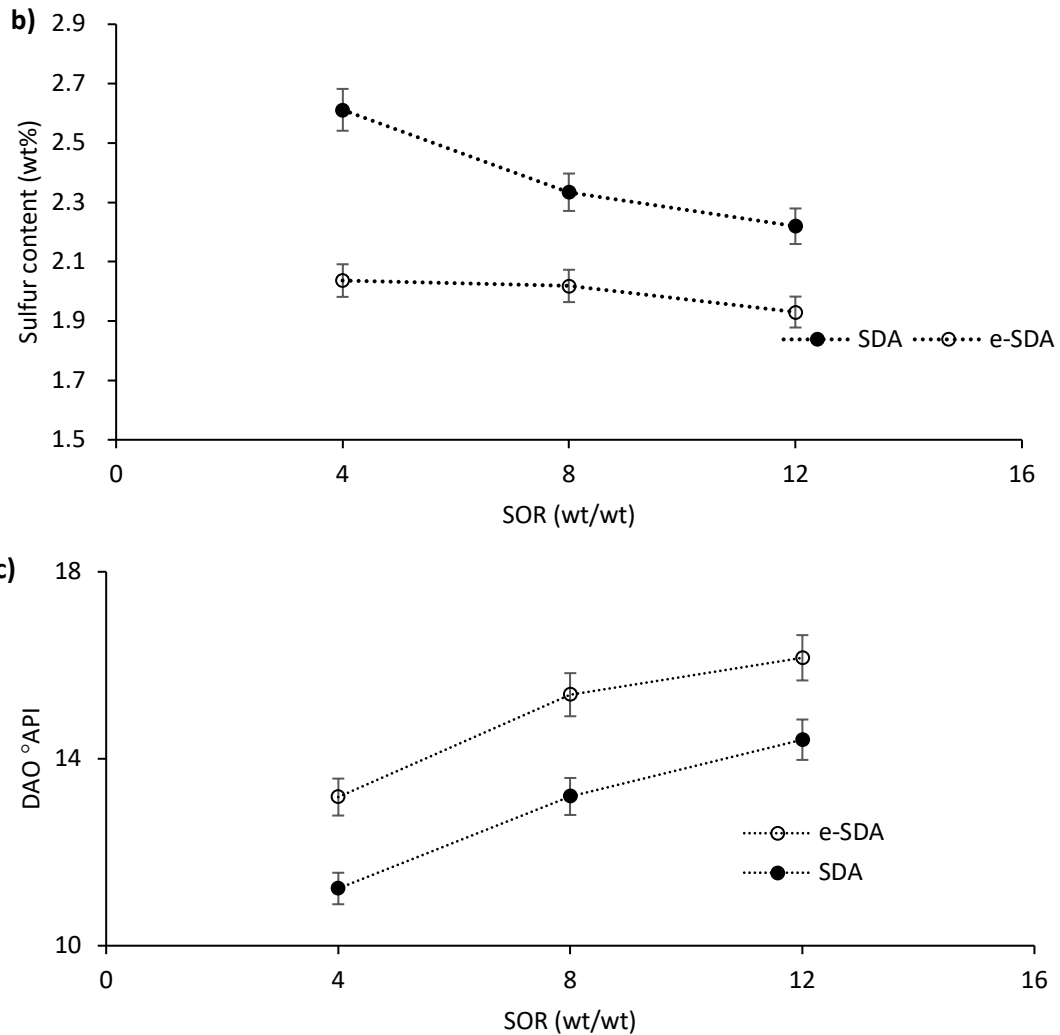 b)
2.9
2.7
2.5
2.3
2.1
1.9
1.7
1.5
Sulfur content (wt%)
SDA e-SDA
0 4 8 12 16
SOR (wt/wt)
c)
18
14
10
DAO °API
e-SDA
SDA
0 4 8 12 16
SOR (wt/wt)